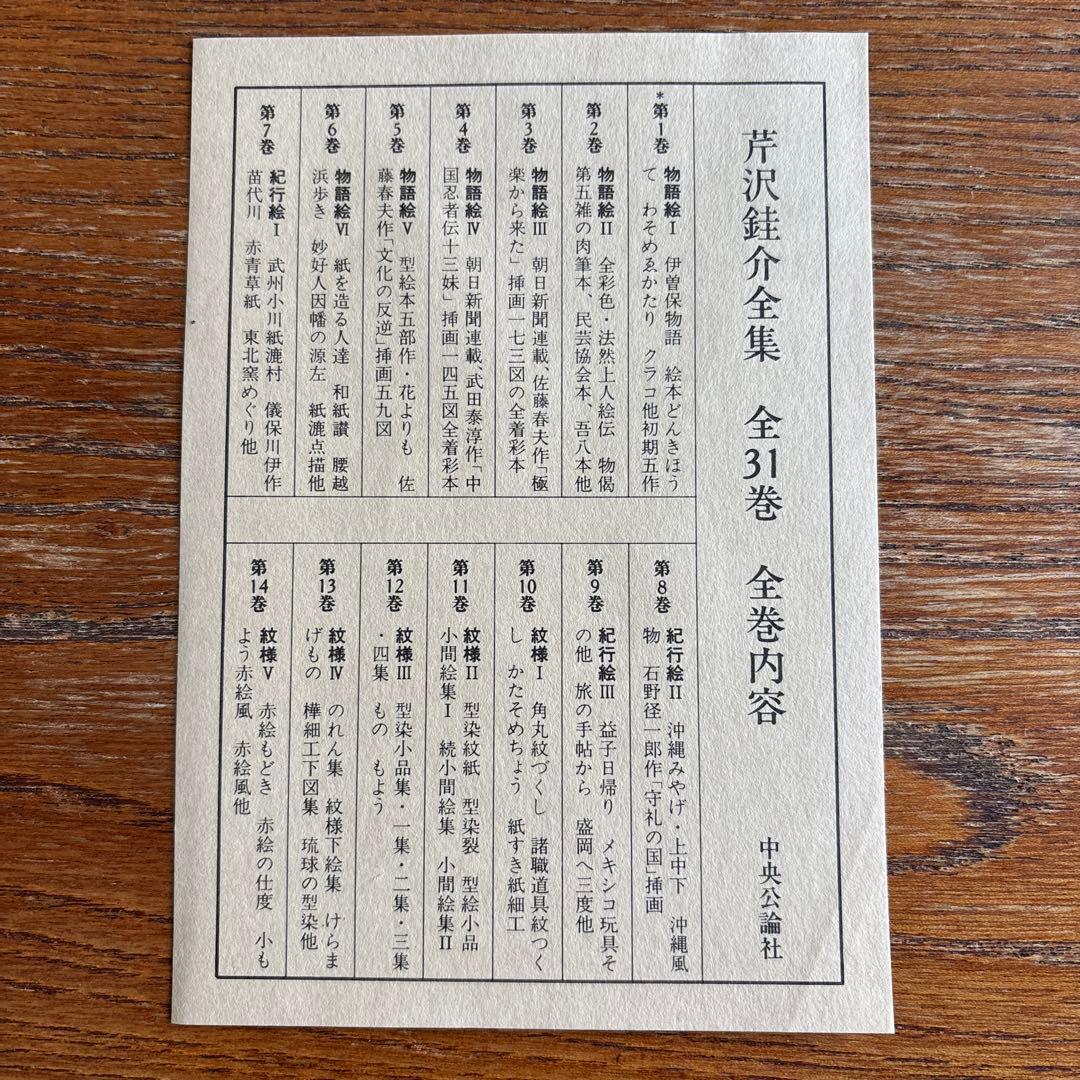 芹沢銈介全集　全31巻　全巻内容　中央公論社
*第1巻　物語絵Ⅰ　伊曽保物語　絵本どんきほう
て　わそめゑかたり　クラコ他初期五作
第2巻　物語絵Ⅱ　全彩色・法然上人絵伝　物偈
第五雑の肉筆本、民芸協会本、吾八本他
第3巻　物語絵Ⅲ　朝日新聞連載、佐藤春夫作「極
楽から来た」挿画一七三図の全着彩本
第4巻　物語絵Ⅳ　朝日新聞連載、武田泰淳作「中
国忍者伝十三妹」挿画一四五図全着彩本
第5巻　物語絵Ⅴ　型絵本五部作・花よりも　佐
藤春夫作「文化の反逆」挿画五九図
第6巻　物語絵Ⅵ　紙を造る人達　和紙讃　腰越
浜歩き　妙好人因幡の源左　紙漉点描他
第7巻　紀行絵Ⅰ　武州小川紙漉村　儀保川伊作
苗代川　赤青草紙　東北窯めぐり他
第8巻　紀行絵Ⅱ　沖縄みやげ・上中下　沖縄風
物　石野径一郎作「守礼の国」挿画
第9巻　紀行絵Ⅲ　益子日帰り　メキシコ玩具そ
の他　旅の手帖から　盛岡へ三度他
第10巻　紋様Ⅰ　角丸紋づくし　諸職道具紋つく
し　かたそめちょう　紙すき紙細工
第11巻　紋様Ⅱ　型染紋紙　型染裂　型絵小品
小間絵集Ⅰ　続小間絵集　小間絵集Ⅱ
第12巻　紋様Ⅲ　型染小品集・一集・二集・三集
・四集　もの　もよう
第13巻　紋様Ⅳ　のれん集　紋様下絵集　けらま
げもの　樺細工下図集　琉球の型染他
第14巻　紋様Ⅴ　赤絵もどき　赤絵の仕度　小も
よう赤絵風　赤絵風他